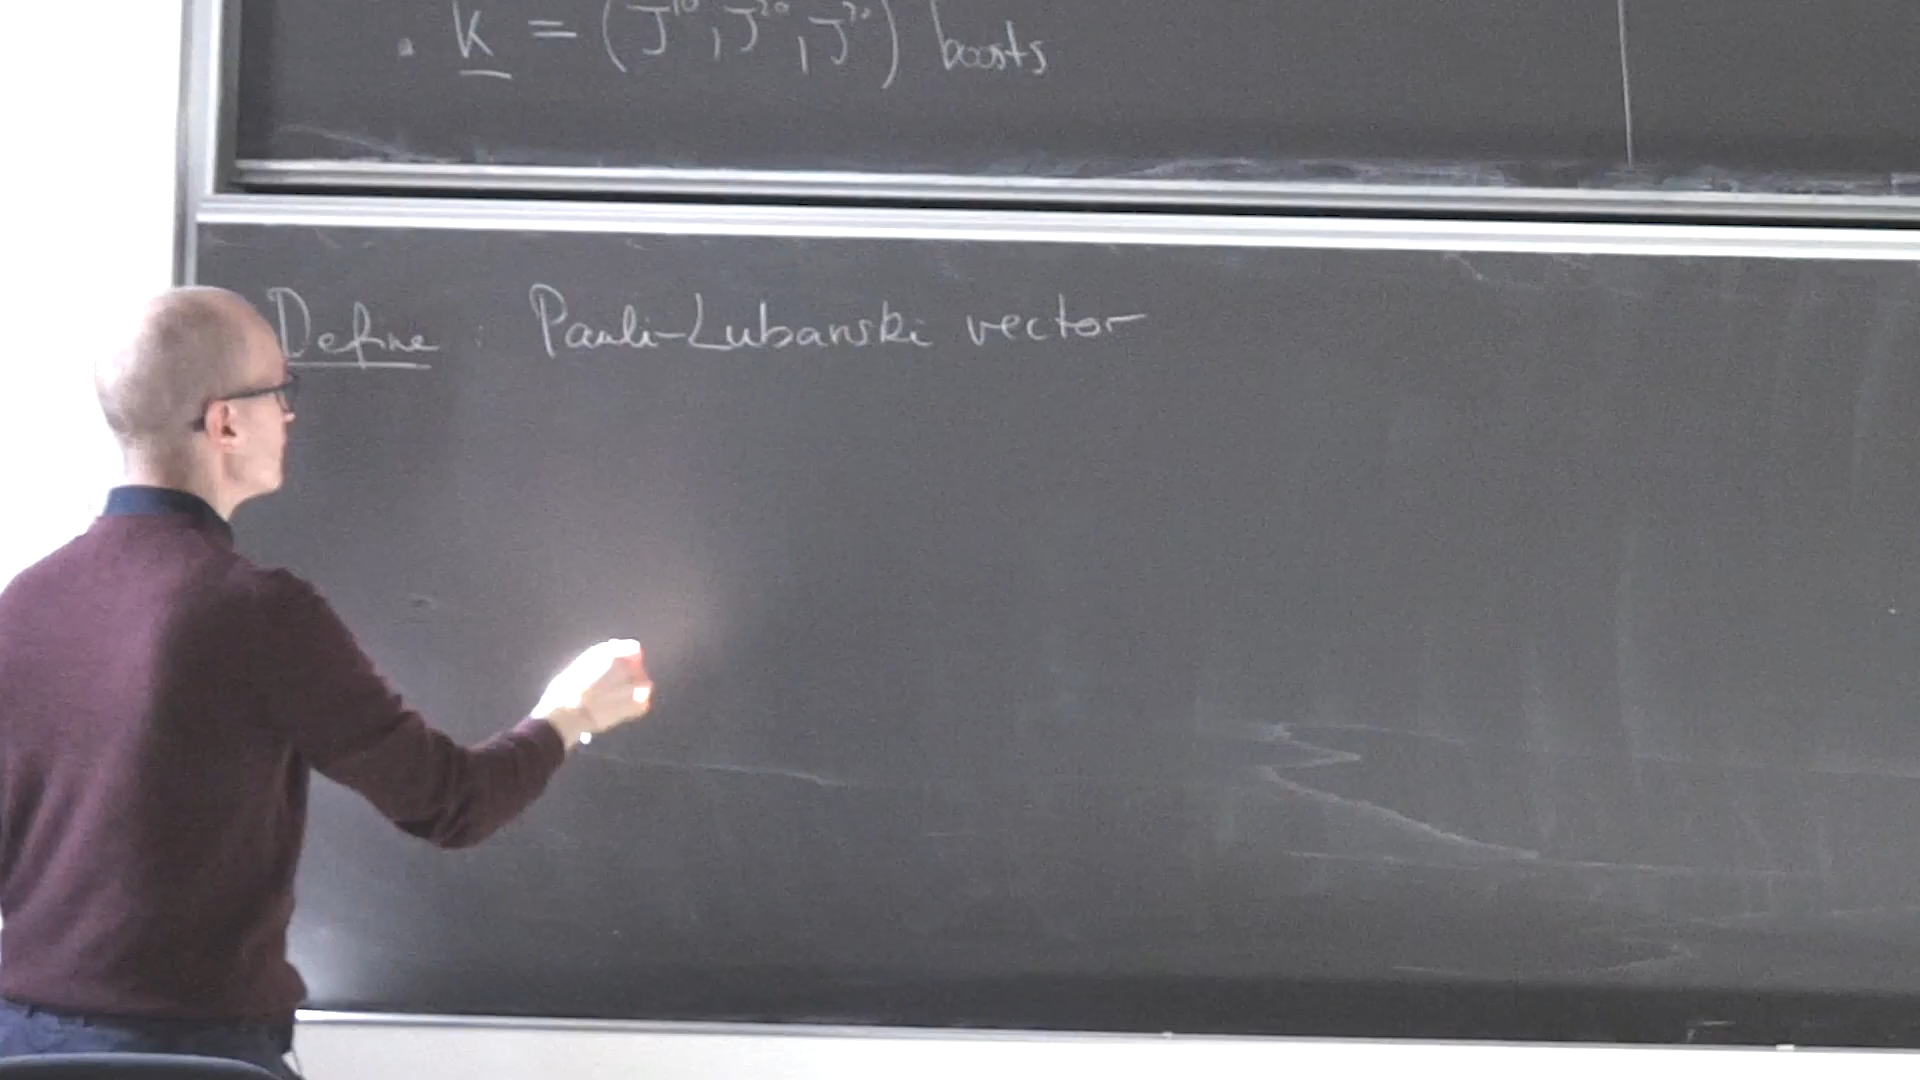 . K = (J¹⁰, J²⁰, J³⁰) boosts
Define : Pauli-Lubanski vector